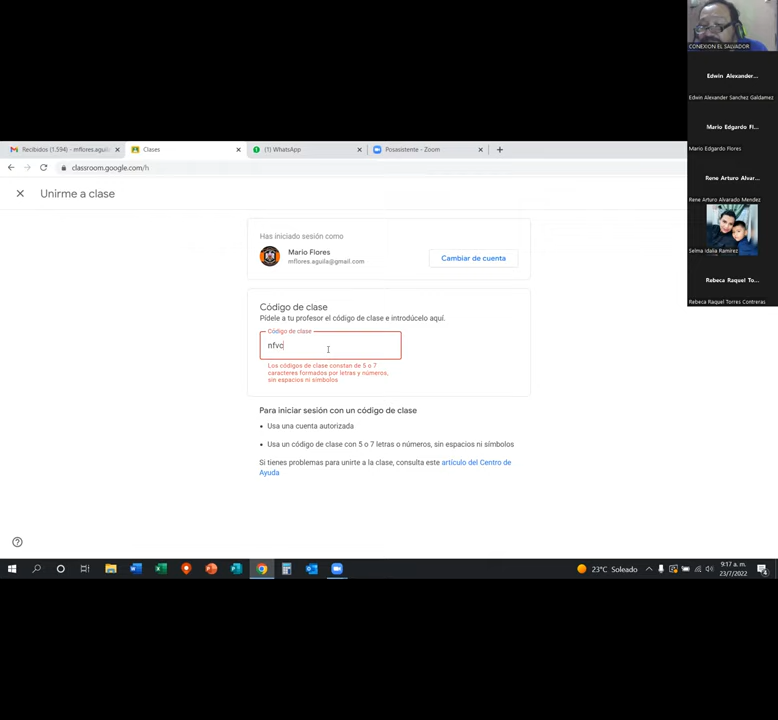 CONEXION EL SALVADOR
Edwin Alexander...
Edwin Alexander Sanchez Galdamez
Mario Edgardo Fl...
Mario Edgardo Flores
Rene Arturo Alvar...
Rene Arturo Alvarado Mendez
Selma Idalia Ramirez
Rebeca Raquel To...
Rebeca Raquel Torres Contreras
Recibidos (1.594) - mflores.aguila
Clases
(1) WhatsApp
Posasistente - Zoom
classroom.google.com/h
Unirme a clase
Has iniciado sesión como
Mario Flores
mflores.aguila@gmail.com
Cambiar de cuenta
Código de clase
Pídele a tu profesor el código de clase e introdúcelo aquí.
Código de clase
nfvc
Los códigos de clase constan de 5 o 7
caracteres formados por letras y números,
sin espacios ni símbolos
Para iniciar sesión con un código de clase
• Usa una cuenta autorizada
• Usa un código de clase con 5 o 7 letras o números, sin espacios ni símbolos
Si tienes problemas para unirte a la clase, consulta este artículo del Centro de
Ayuda
23°C Soleado
9:17 a. m.
23/7/2022
4